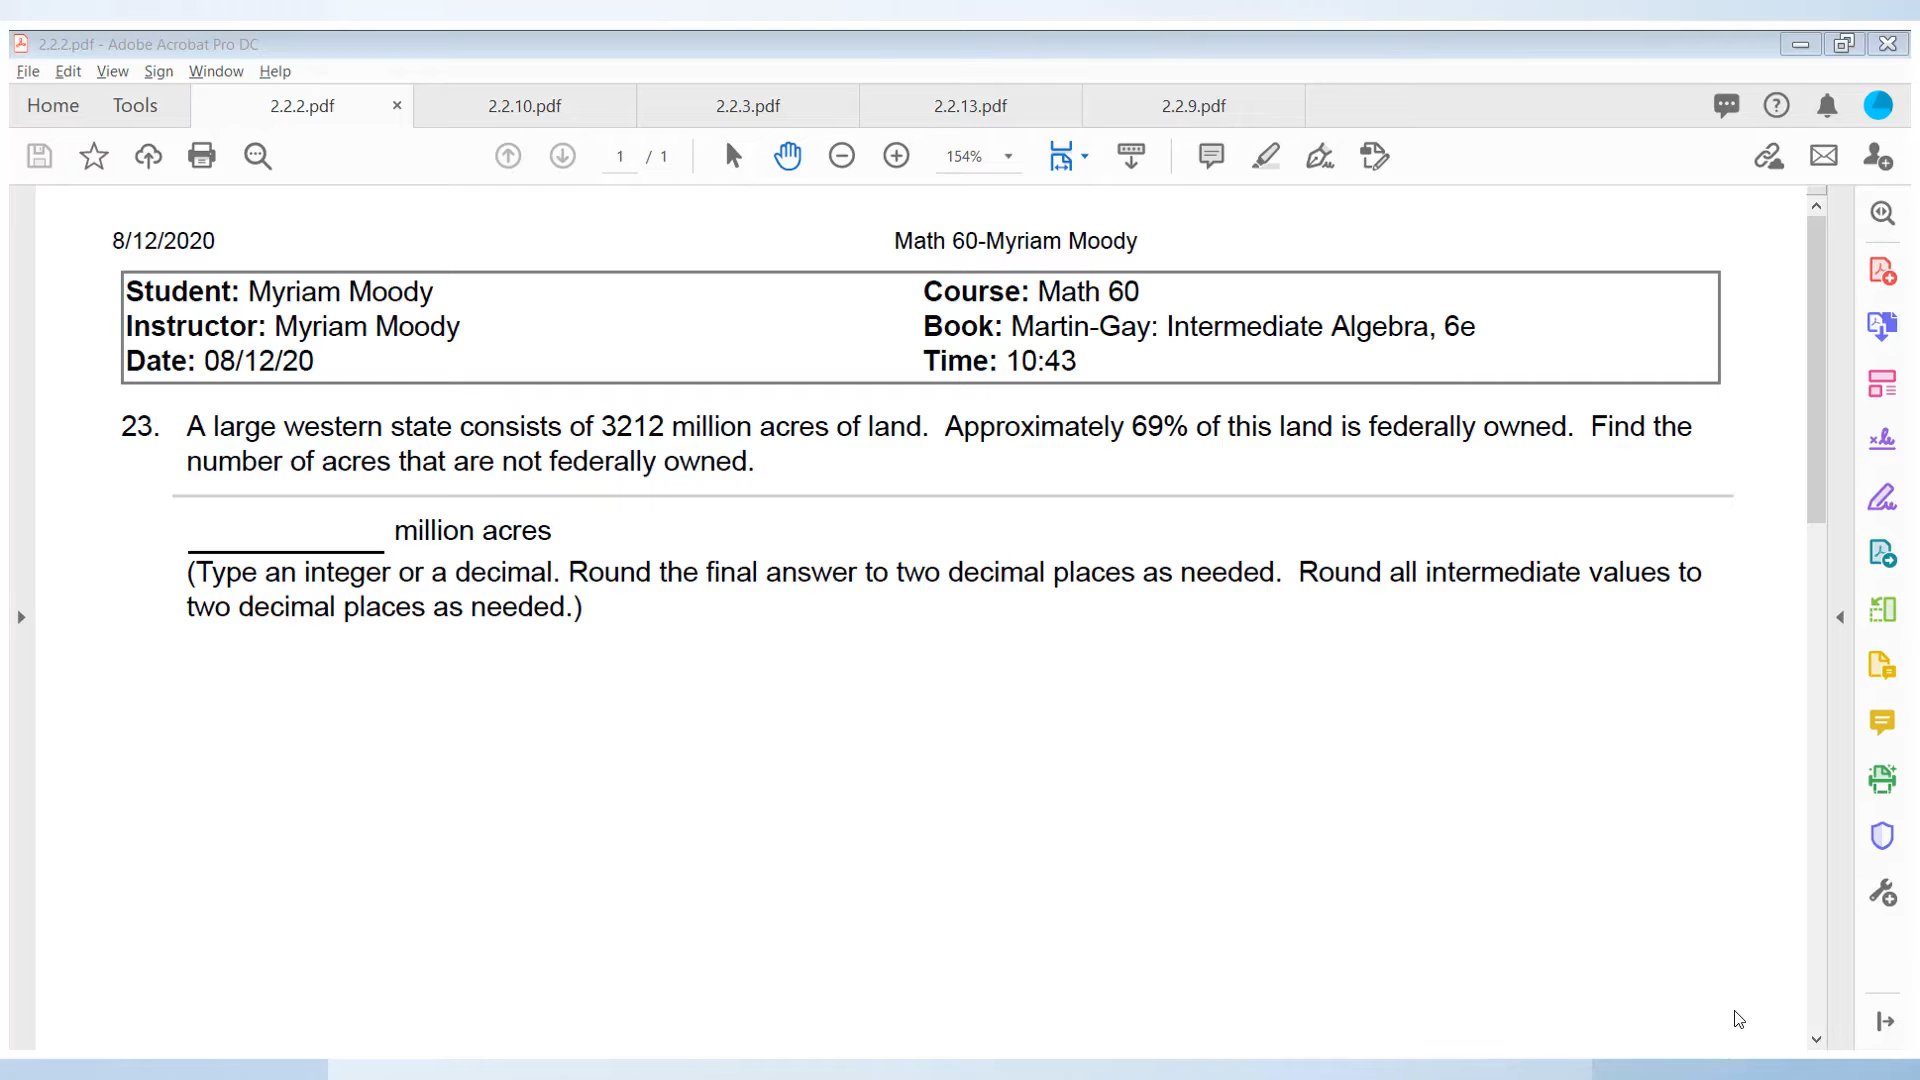 2.2.2.pdf - Adobe Acrobat Pro DC
File Edit View Sign Window Help
Home Tools 2.2.2.pdf × 2.2.10.pdf 2.2.3.pdf 2.2.13.pdf 2.2.9.pdf
1 / 1 154%
8/12/2020 Math 60-Myriam Moody
Student: Myriam Moody Course: Math 60
Instructor: Myriam Moody Book: Martin-Gay: Intermediate Algebra, 6e
Date: 08/12/20 Time: 10:43
23. A large western state consists of 3212 million acres of land. Approximately 69% of this land is federally owned. Find the
number of acres that are not federally owned.
million acres
(Type an integer or a decimal. Round the final answer to two decimal places as needed. Round all intermediate values to
two decimal places as needed.)